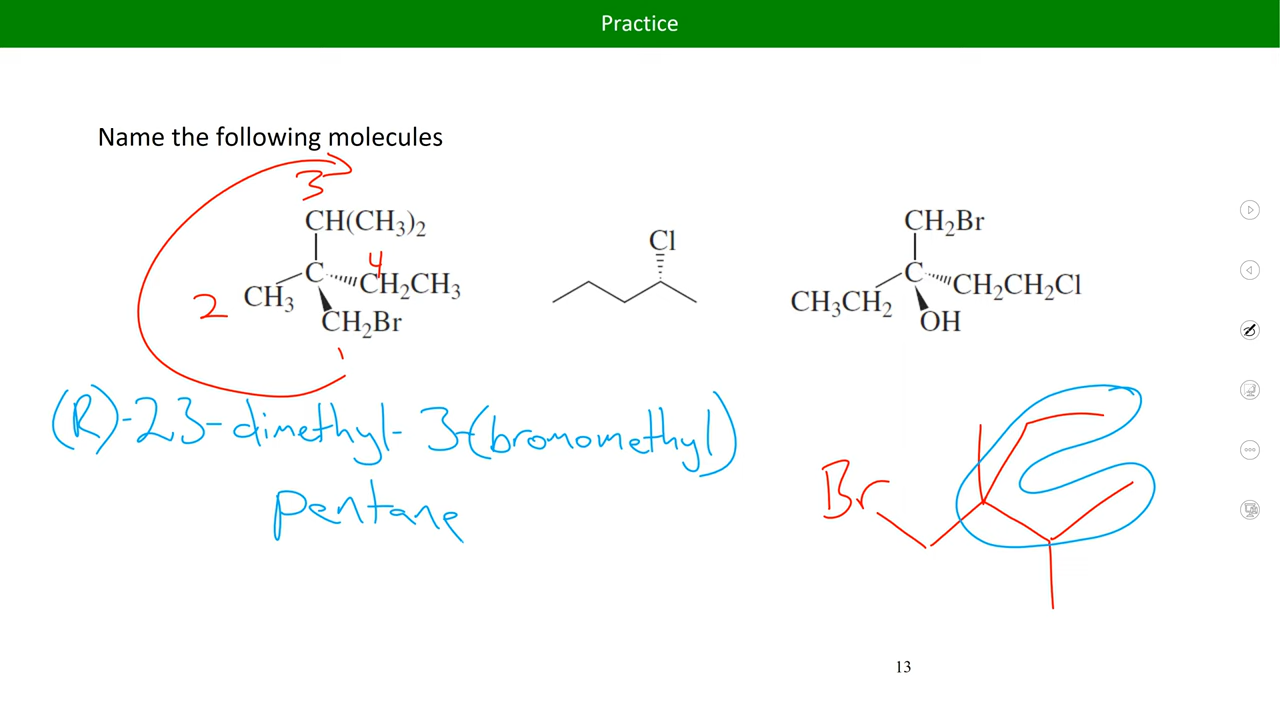 Practice
Name the following molecules
3
CH(CH₃)₂
4
C
CH₂CH₃
2
CH₃
CH₂Br
1
Cl
CH₂Br
C
CH₂CH₂Cl
CH₃CH₂
OH
(R)-2,3-dimethyl-3-(bromomethyl)
pentane
Br
13